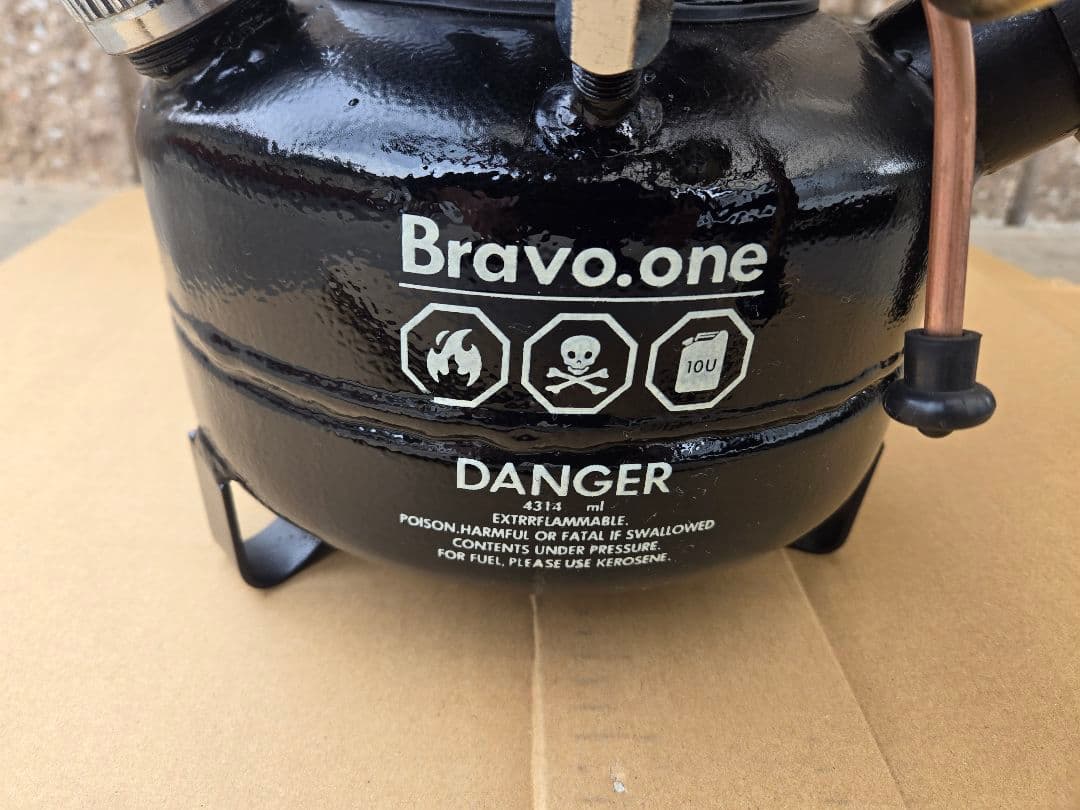 Bravo.one
10U
DANGER
4314 ml
EXTRRFLAMMABLE.
POISON.HARMFUL OR FATAL IF SWALLOWED
CONTENTS UNDER PRESSURE.
FOR FUEL, PLEASE USE KEROSENE.